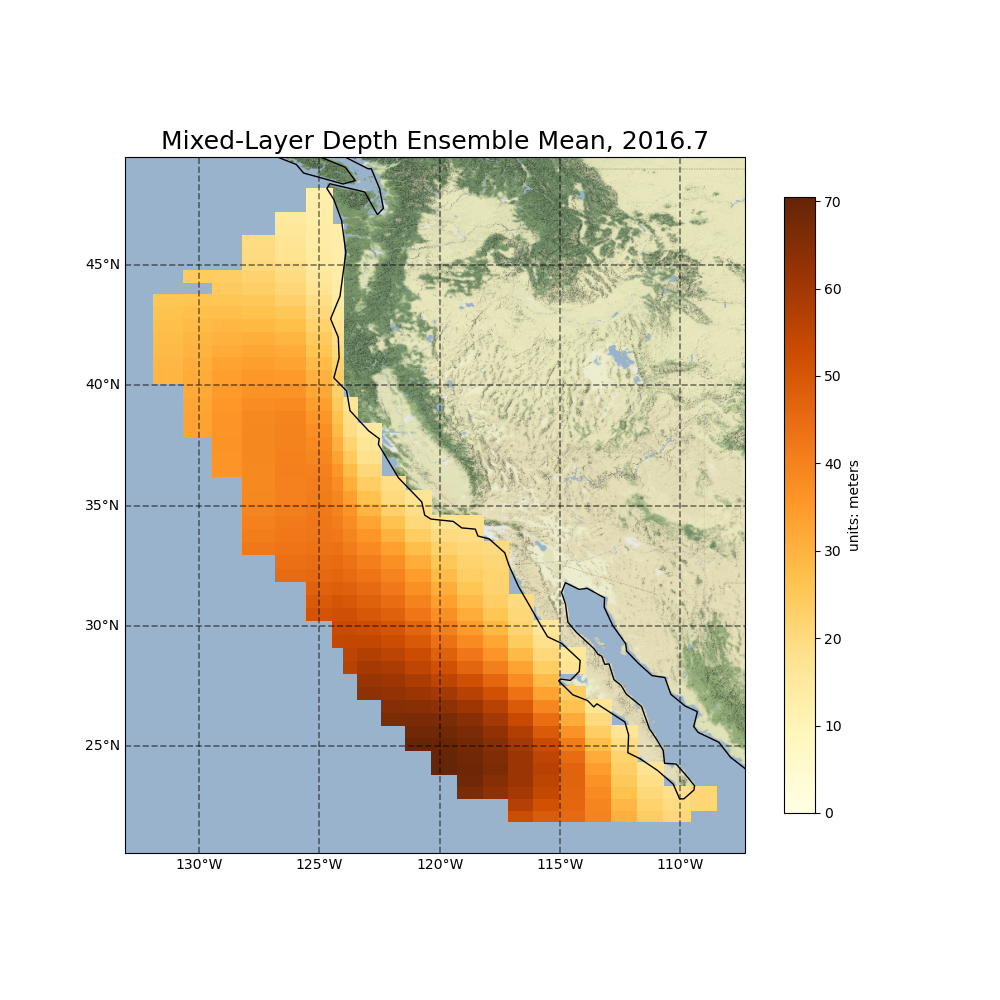 Mixed-Layer Depth Ensemble Mean, 2016.7
45°N
40°N
35°N
30°N
25°N
130°W
125°W
120°W
115°W
110°W
70
60
50
40
30
20
10
0
units: meters